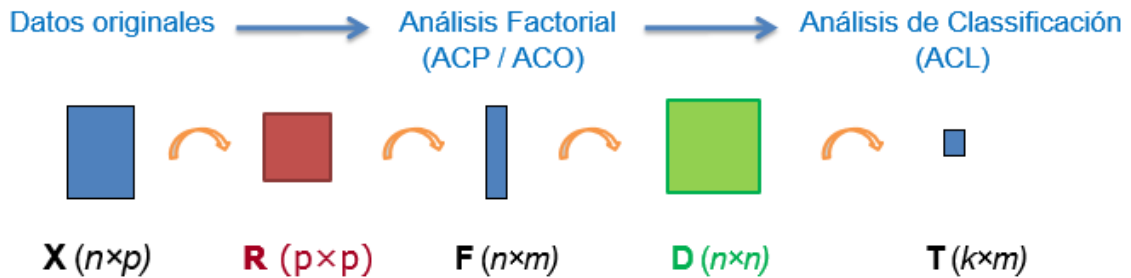 Datos originales
Análisis Factorial
(ACP / ACO)
Análisis de Classificación
(ACL)
X (n×p)
R (p×p)
F (n×m)
D (n×n)
T (k×m)